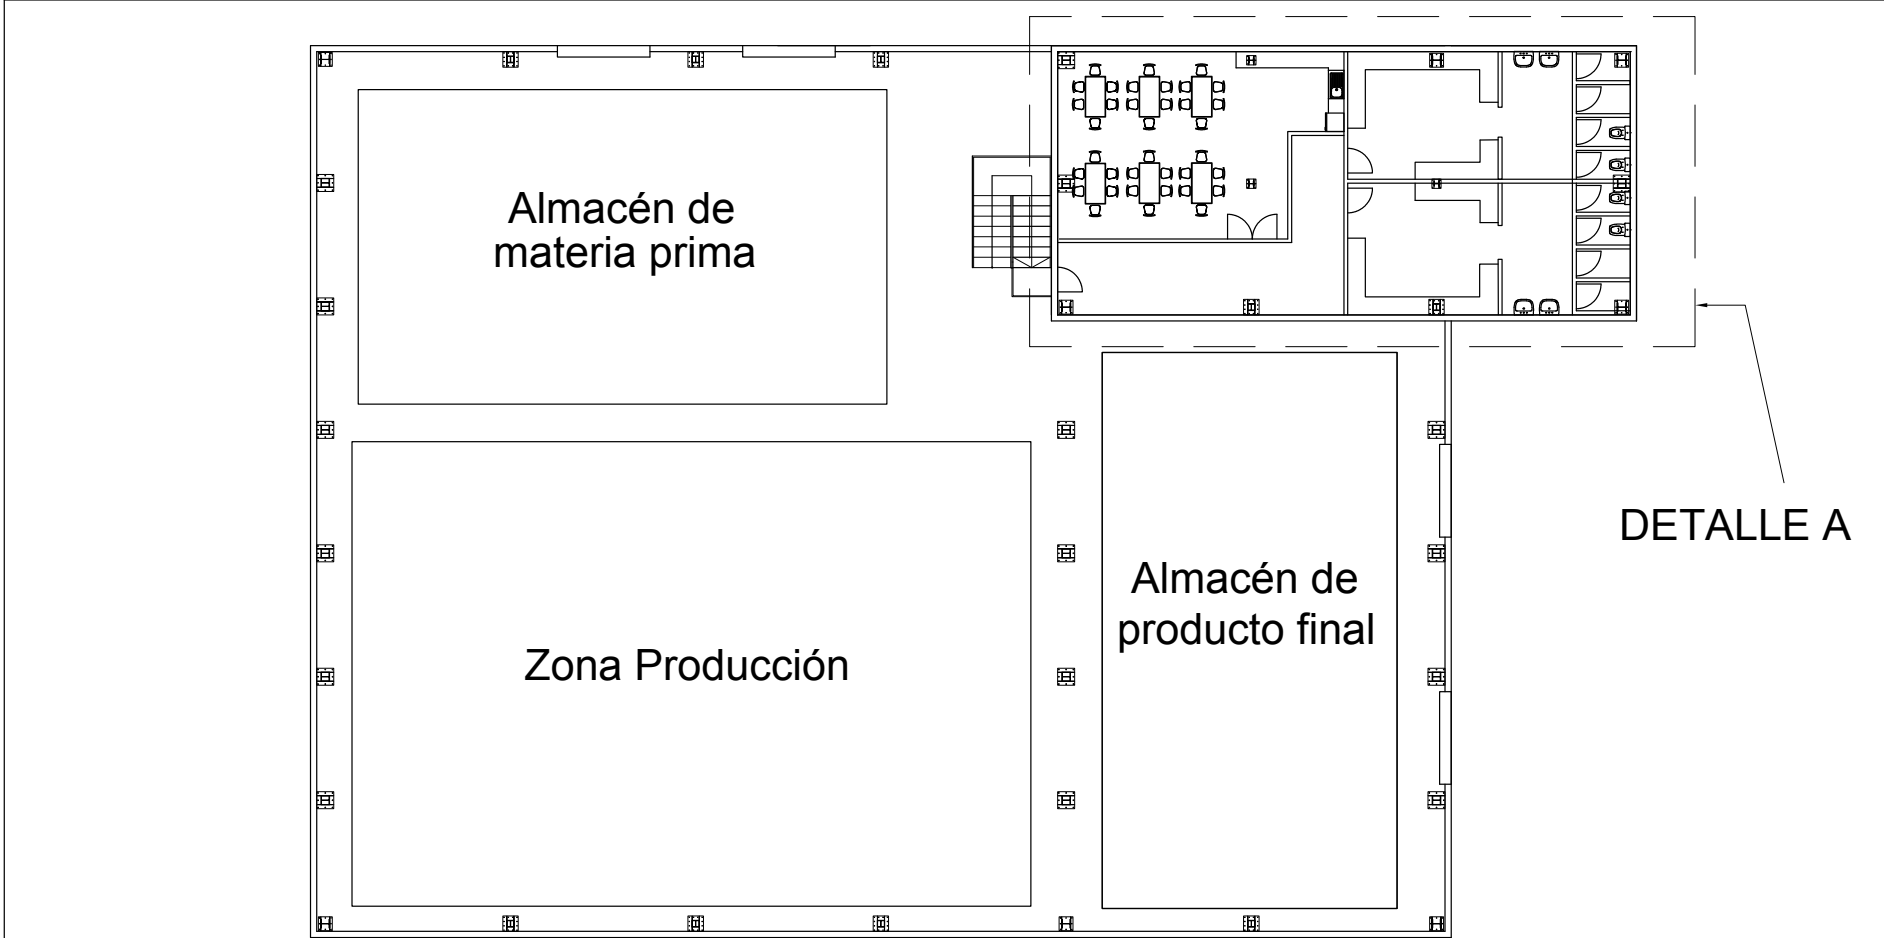 Almacén de
materia prima
Zona Producción
Almacén de
producto final
DETALLE A